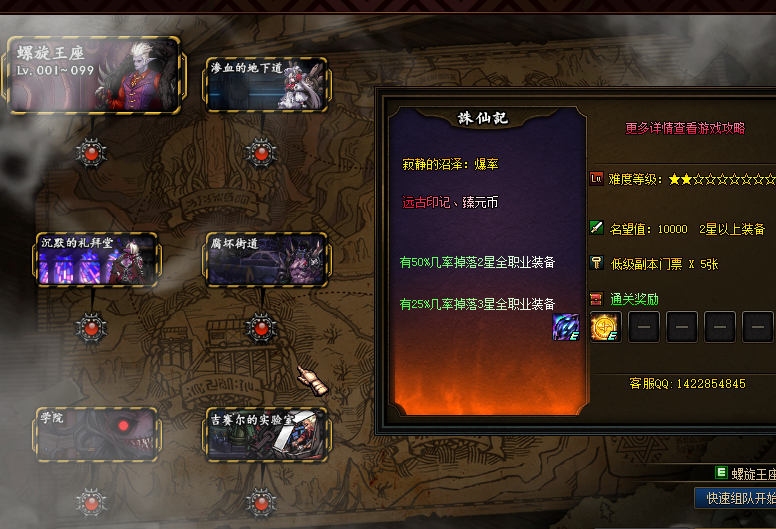 螺旋王座
Lv. 001~099
渗血的地下道
沉默的礼拜堂
腐坏街道
学院
吉赛尔的实验室
誅仙記
寂静的沼泽：爆率
远古印记、臻元币
有50%几率掉落2星全职业装备
有25%几率掉落3星全职业装备
更多详情查看游戏攻略
Lv 难度等级：★★☆☆☆☆☆☆☆
名望值：10000 2星以上装备
低级副本门票 X 5张
通关奖励
E
E
客服QQ:1422854845
E 螺旋王座
快速组队开始